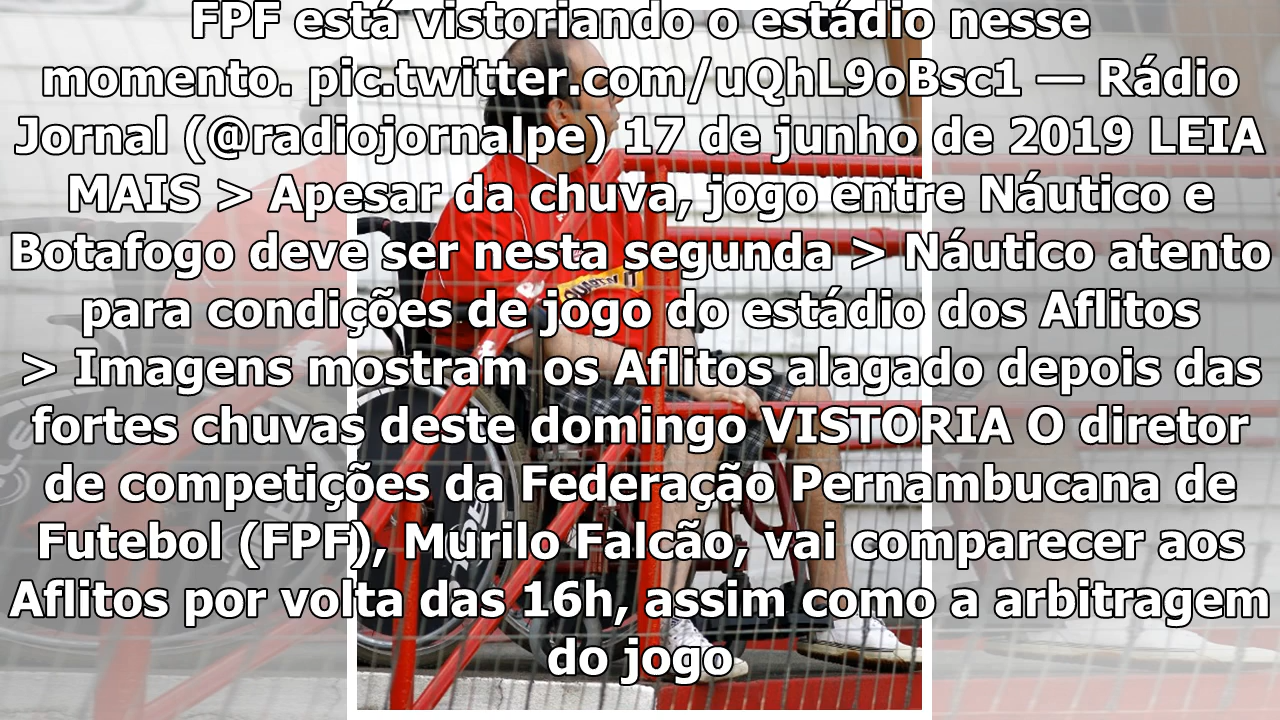 FPF está vistoriando o estádio nesse
momento. pic.twitter.com/uQhL9oBsc1 — Rádio
Jornal (@radiojornalpe) 17 de junho de 2019 LEIA
MAIS > Apesar da chuva, jogo entre Náutico e
Botafogo deve ser nesta segunda > Náutico atento
para condições de jogo do estádio dos Aflitos
> Imagens mostram os Aflitos alagado depois das
fortes chuvas deste domingo VISTORIA O diretor
de competições da Federação Pernambucana de
Futebol (FPF), Murilo Falcão, vai comparecer aos
Aflitos por volta das 16h, assim como a arbitragem
do jogo